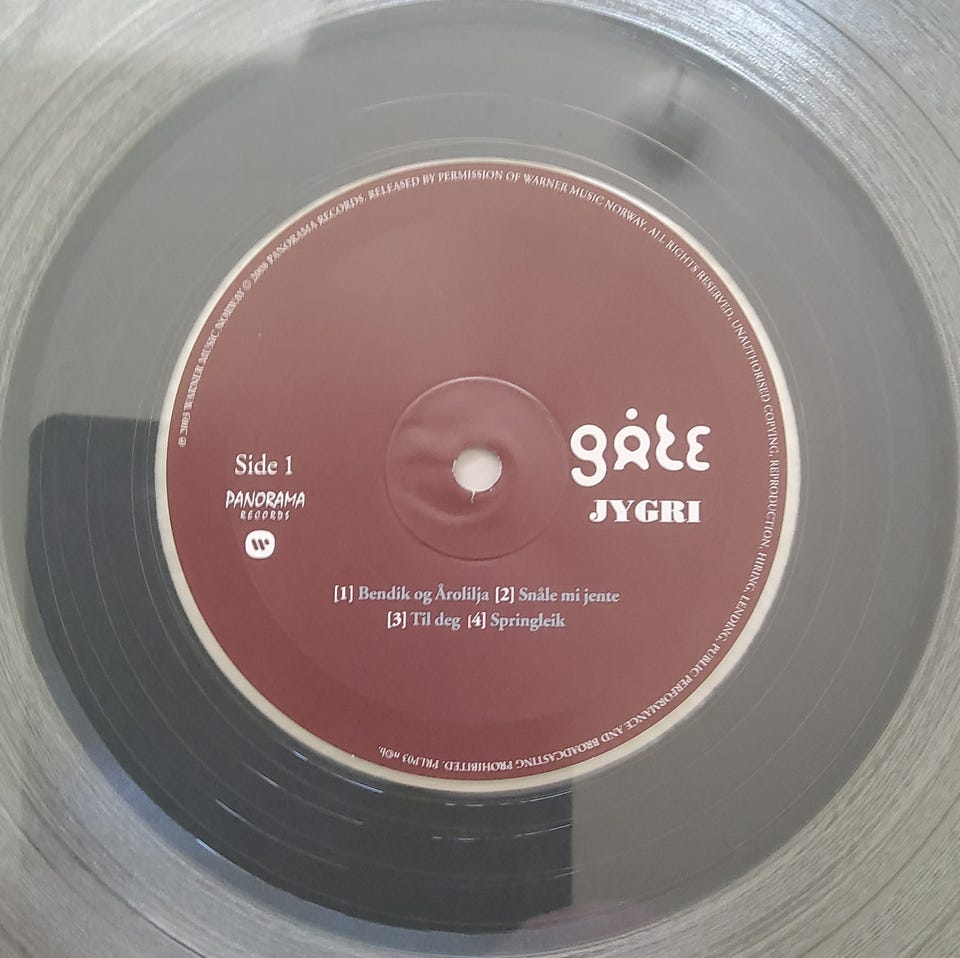 ℗ 2003 WARNER MUSIC NORWAY © 2008 PANORAMA RECORDS. RELEASED BY PERMISSION OF WARNER MUSIC NORWAY. ALL RIGHTS RESERVED. UNAUTHORISED COPYING, REPRODUCTION, HIRING, LENDING, PUBLIC PERFORMANCE AND BROADCASTING PROHIBITED. PRLP03 n©b.
gåte
JYGRI
Side 1
PANORAMA
RECORDS
[1] Bendik og Årolilja [2] Snåle mi jente
[3] Til deg [4] Springleik